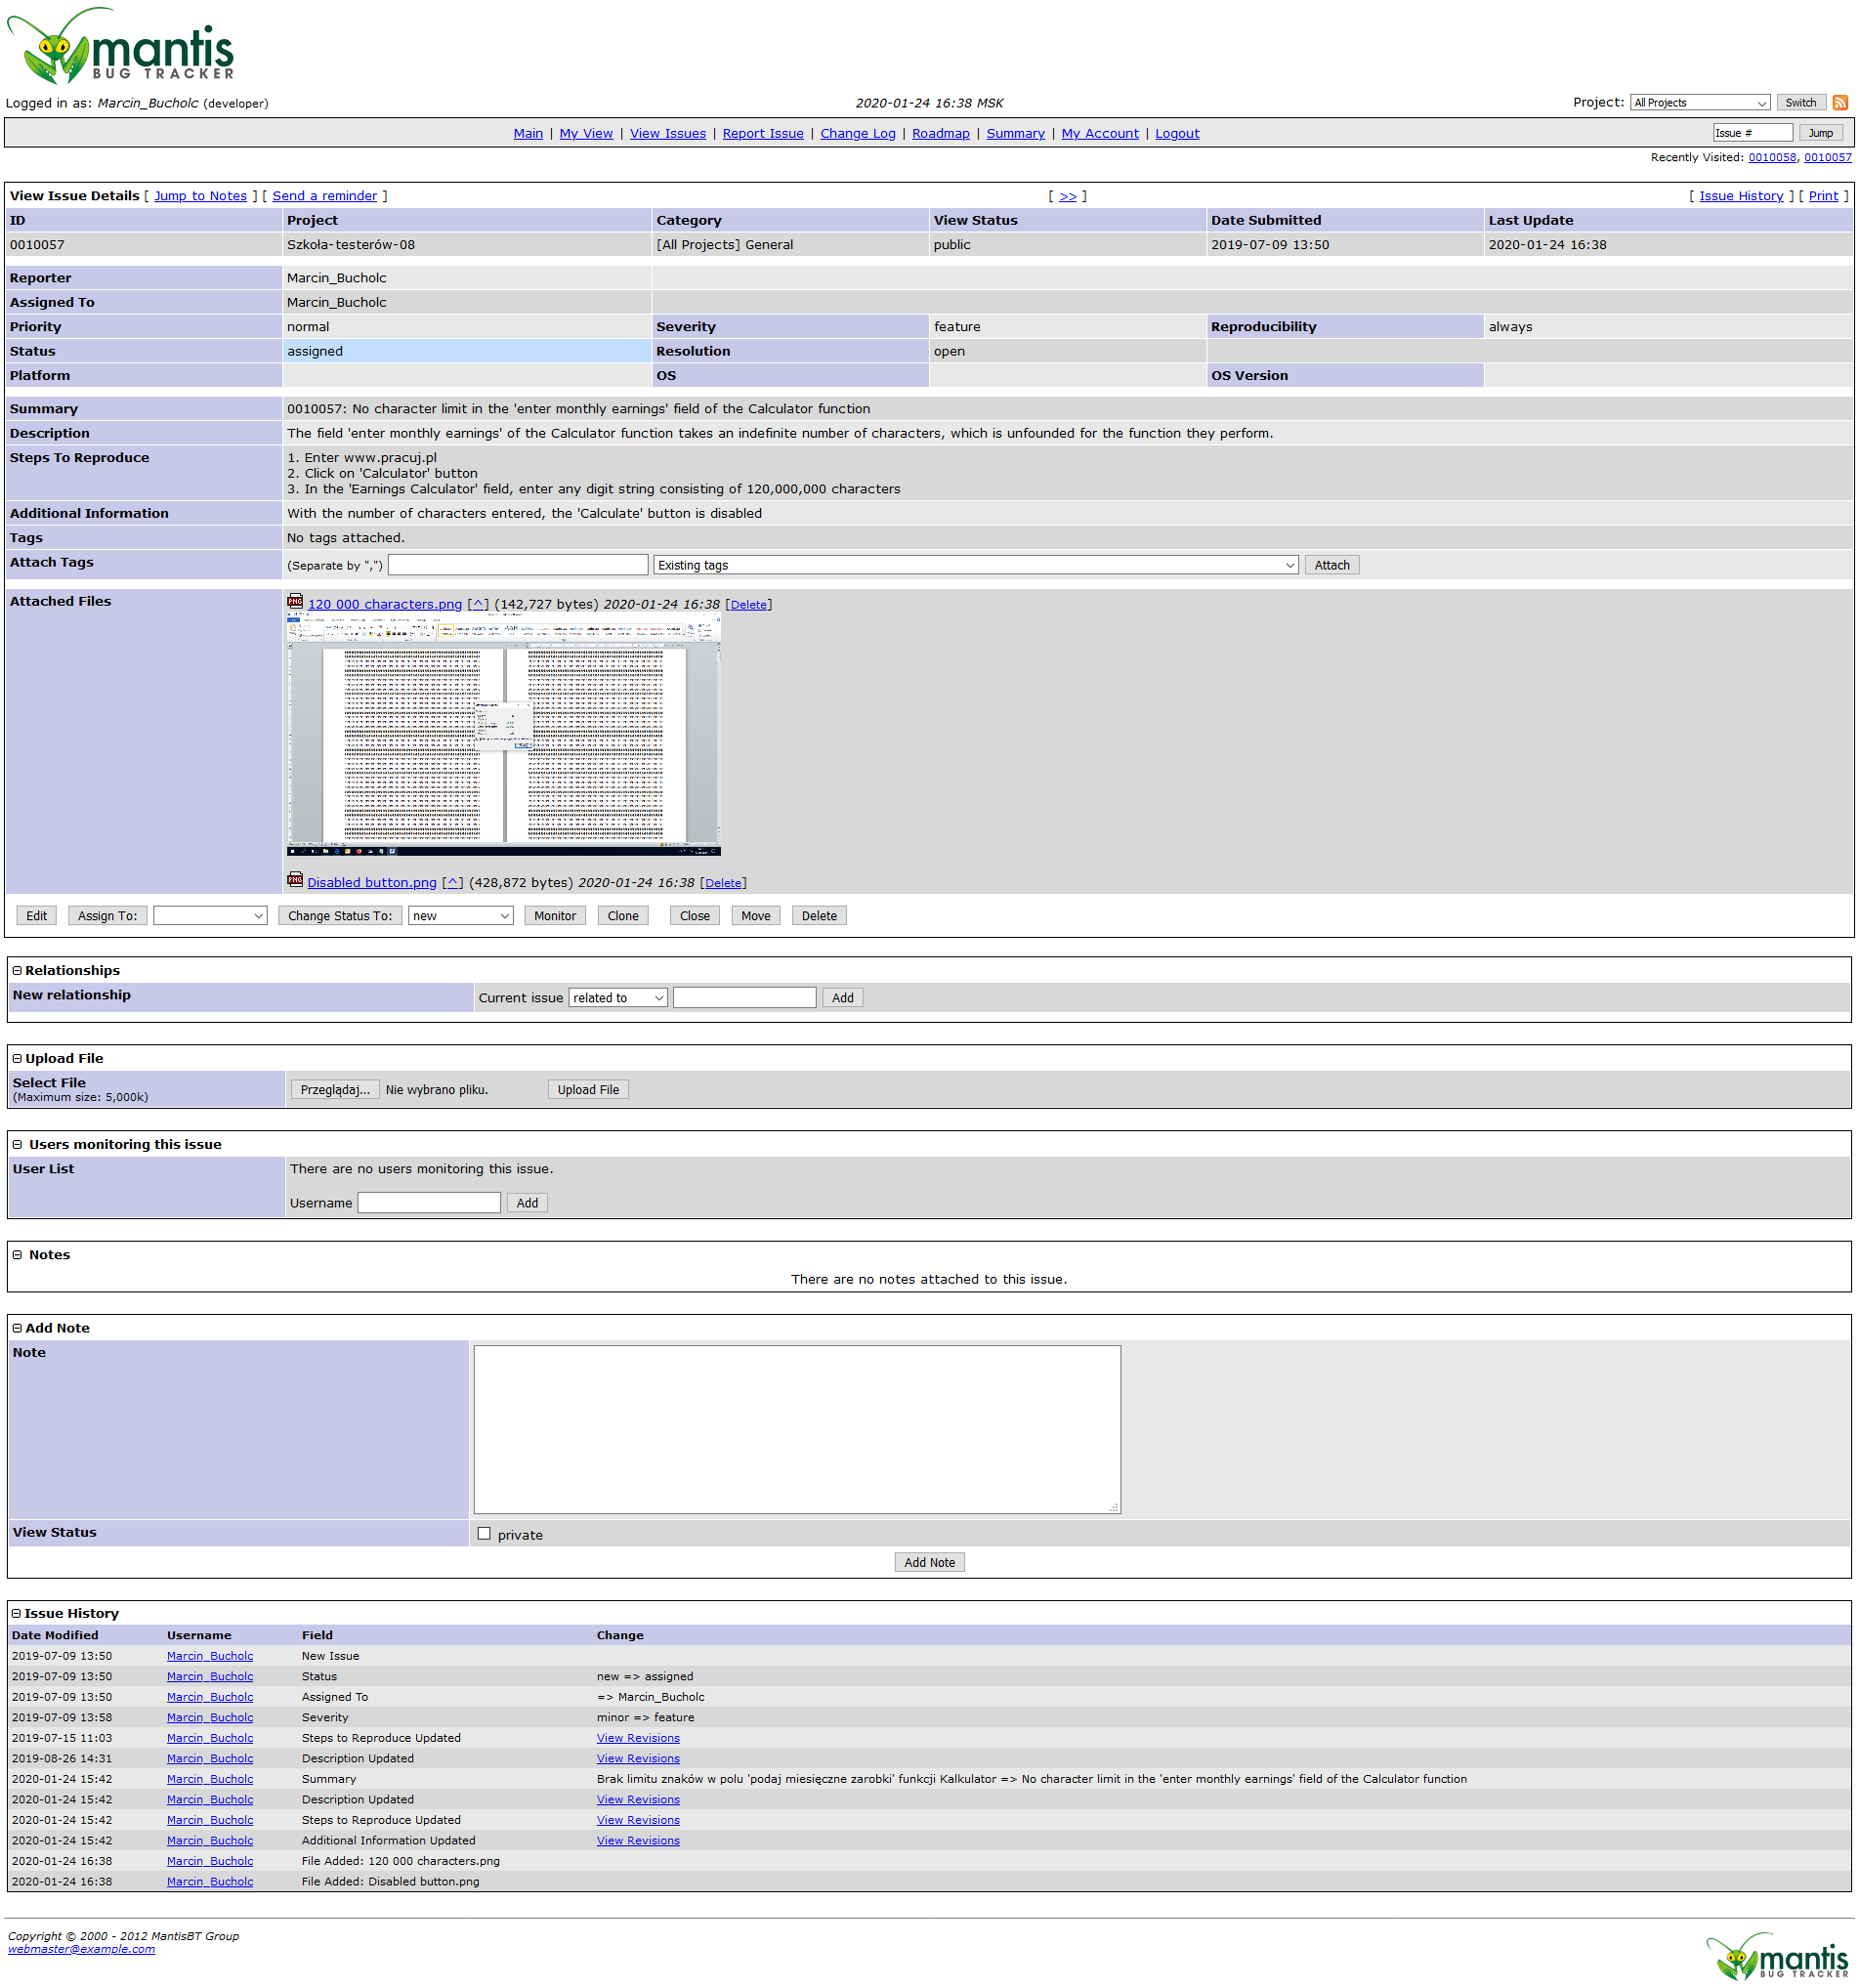 mantis
BUG TRACKER
Logged in as: Marcin_Bucholc (developer) 2020-01-24 16:38 MSK Project: All Projects Switch
Main | My View | View Issues | Report Issue | Change Log | Roadmap | Summary | My Account | Logout Issue # Jump
Recently Visited: 0010058, 0010057
View Issue Details [ Jump to Notes ] [ Send a reminder ] [ >> ] [ Issue History ] [ Print ]
ID Project Category View Status Date Submitted Last Update
0010057 Szkoła-testerów-08 [All Projects] General public 2019-07-09 13:50 2020-01-24 16:38
Reporter Marcin_Bucholc
Assigned To Marcin_Bucholc
Priority normal Severity feature Reproducibility always
Status assigned Resolution open
Platform OS OS Version
Summary 0010057: No character limit in the 'enter monthly earnings' field of the Calculator function
Description The field 'enter monthly earnings' of the Calculator function takes an indefinite number of characters, which is unfounded for the function they perform.
Steps To Reproduce 1. Enter www.pracuj.pl
2. Click on 'Calculator' button
3. In the 'Earnings Calculator' field, enter any digit string consisting of 120,000,000 characters
Additional Information With the number of characters entered, the 'Calculate' button is disabled
Tags No tags attached.
Attach Tags (Separate by ",") Existing tags Attach
Attached Files 120 000 characters.png [^] (142,727 bytes) 2020-01-24 16:38 [Delete]
Disabled button.png [^] (428,872 bytes) 2020-01-24 16:38 [Delete]
Edit Assign To: Change Status To: new Monitor Clone Close Move Delete
Relationships
New relationship Current issue related to Add
Upload File
Select File Przeglądaj... Nie wybrano pliku. Upload File
(Maximum size: 5,000k)
Users monitoring this issue
User List There are no users monitoring this issue.
Username Add
Notes
There are no notes attached to this issue.
Add Note
Note
View Status private
Add Note
Issue History
Date Modified Username Field Change
2019-07-09 13:50 Marcin_Bucholc New Issue
2019-07-09 13:50 Marcin_Bucholc Status new => assigned
2019-07-09 13:50 Marcin_Bucholc Assigned To => Marcin_Bucholc
2019-07-09 13:58 Marcin_Bucholc Severity minor => feature
2019-07-15 11:03 Marcin_Bucholc Steps to Reproduce Updated View Revisions
2019-08-26 14:31 Marcin_Bucholc Description Updated View Revisions
2020-01-24 15:42 Marcin_Bucholc Summary Brak limitu znaków w polu 'podaj miesięczne zarobki' funkcji Kalkulator => No character limit in the 'enter monthly earnings' field of the Calculator function
2020-01-24 15:42 Marcin_Bucholc Description Updated View Revisions
2020-01-24 15:42 Marcin_Bucholc Steps to Reproduce Updated View Revisions
2020-01-24 15:42 Marcin_Bucholc Additional Information Updated View Revisions
2020-01-24 16:38 Marcin_Bucholc File Added: 120 000 characters.png
2020-01-24 16:38 Marcin_Bucholc File Added: Disabled button.png
Copyright © 2000 - 2012 MantisBT Group
webmaster@example.com
mantis
BUG TRACKER